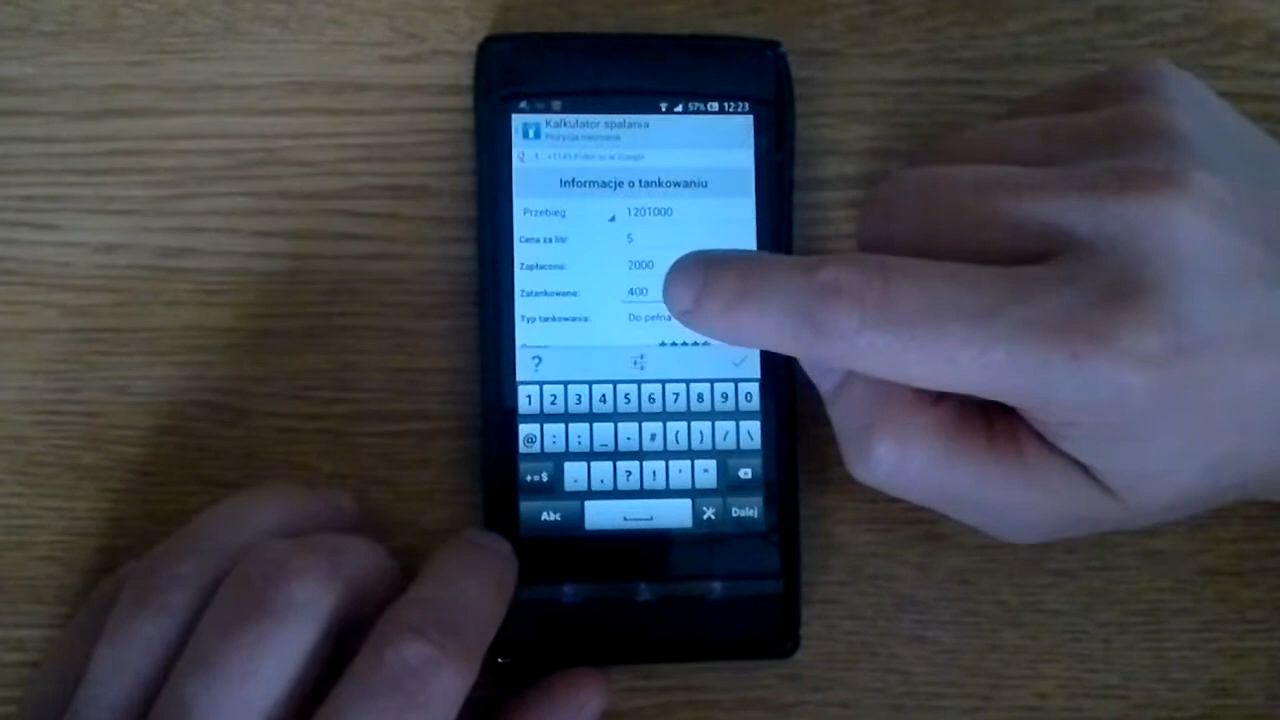 57% 12:23
Kalkulator spalania
Informacje o tankowaniu
Przebieg 1201000
Cena za litr: 5
Zapłacono: 2000
Zatankowano: 400
Typ tankowania: Do pełna
?
1 2 3 4 5 6 7 8 9 0
@ : ; _ - # ( ) / \
+=$ . , ? ! ' "
Abc Dalej